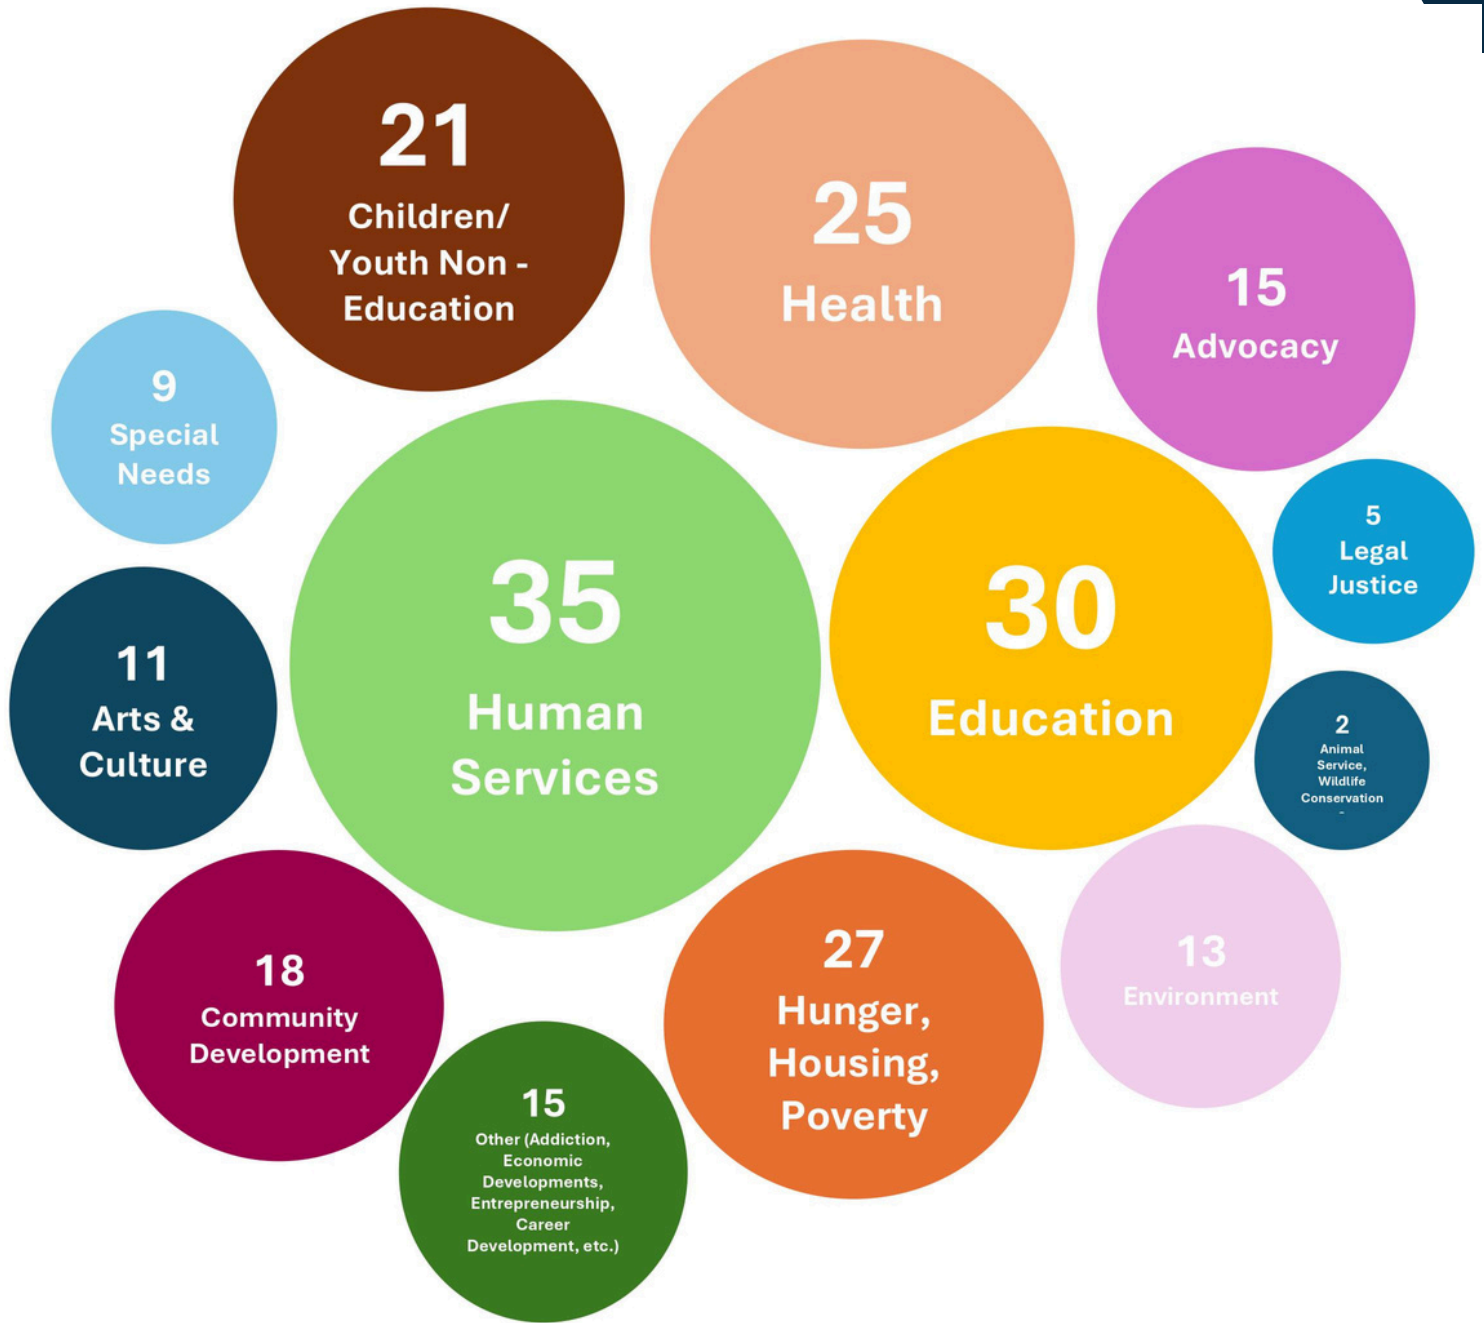 21
Children/
Youth Non -
Education
25
Health
15
Advocacy
9
Special
Needs
35
Human
Services
30
Education
5
Legal
Justice
11
Arts &
Culture
2
Animal
Service,
Wildlife
Conservation
-
18
Community
Development
27
Hunger,
Housing,
Poverty
13
Environment
15
Other (Addiction,
Economic
Developments,
Entrepreneurship,
Career
Development, etc.)